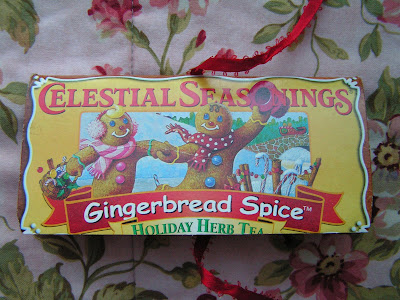 CELESTIAL SEASONINGS
Gingerbread Spice™
HOLIDAY HERB TEA